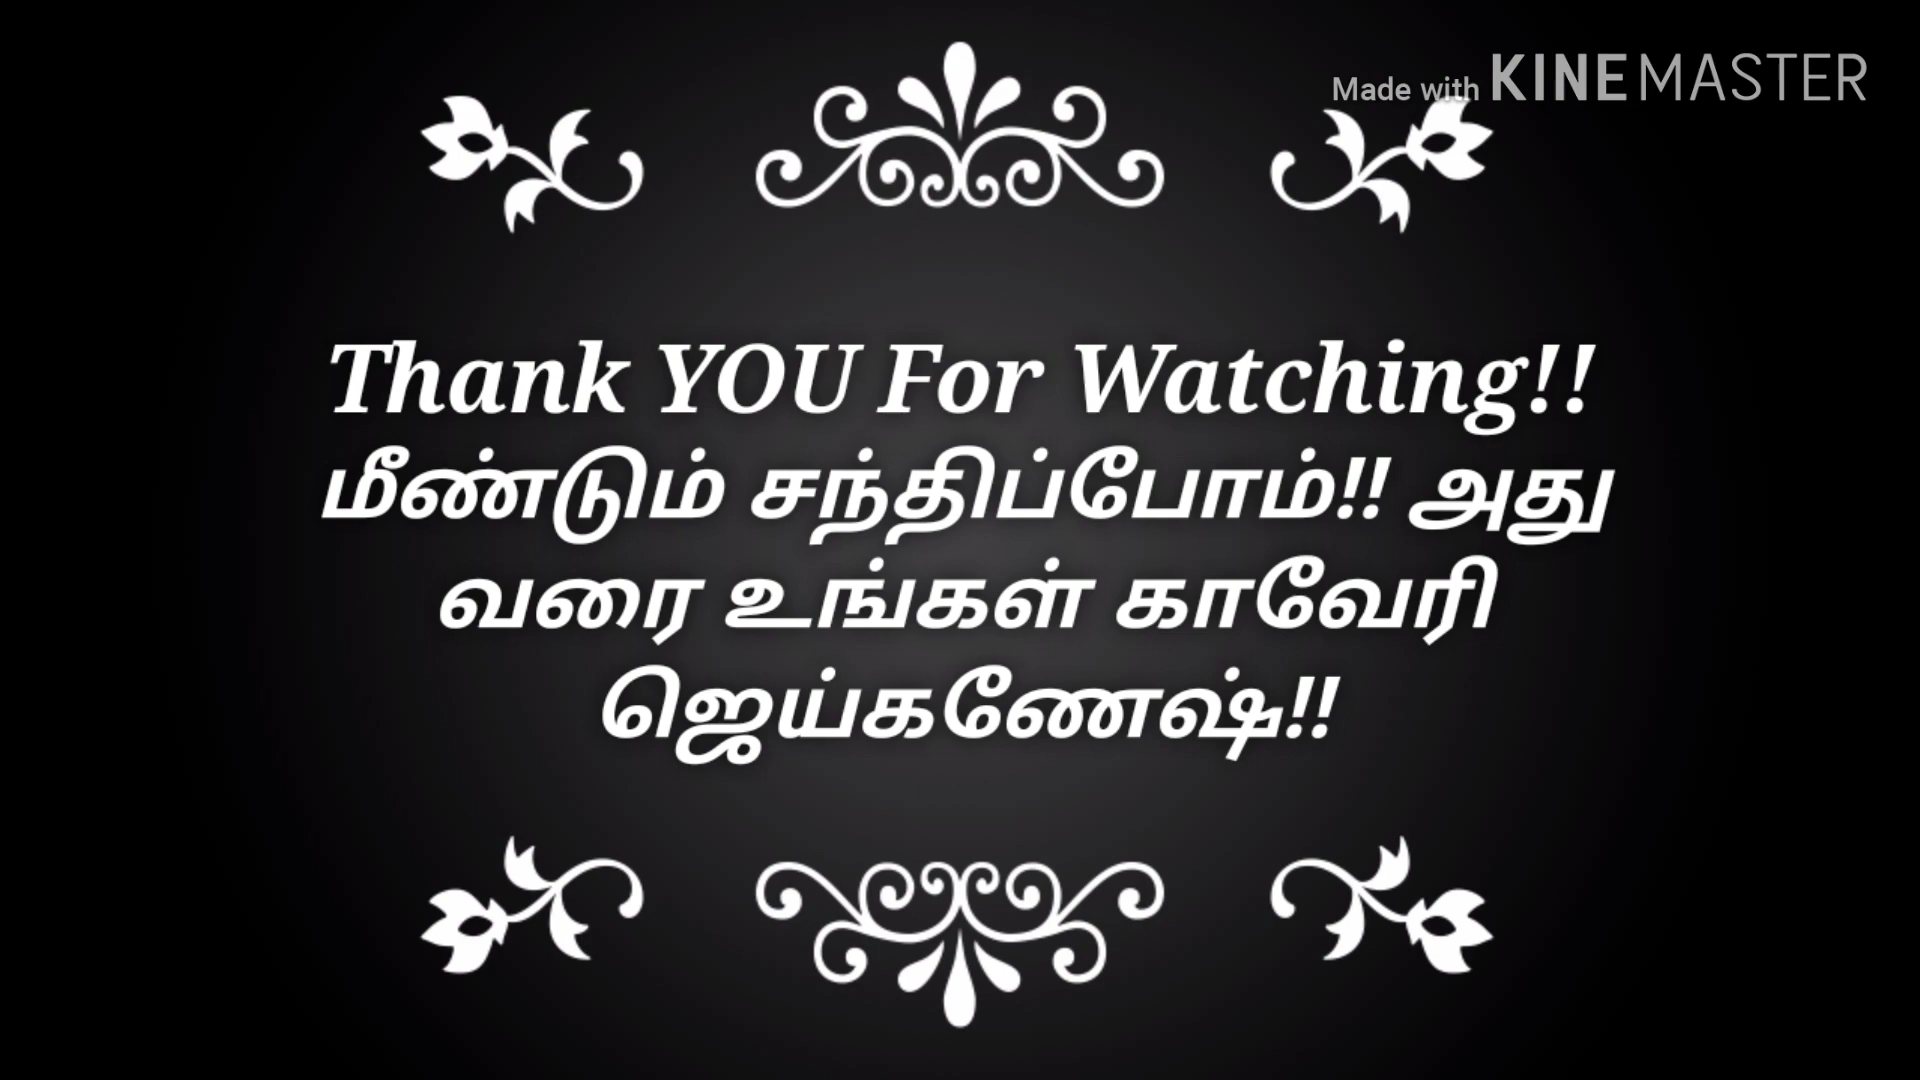 Made with KINEMASTER
Thank YOU For Watching!!
மீண்டும் சந்திப்போம்!! அது
வரை உங்கள் காவேரி
ஜெய்கணேஷ்!!